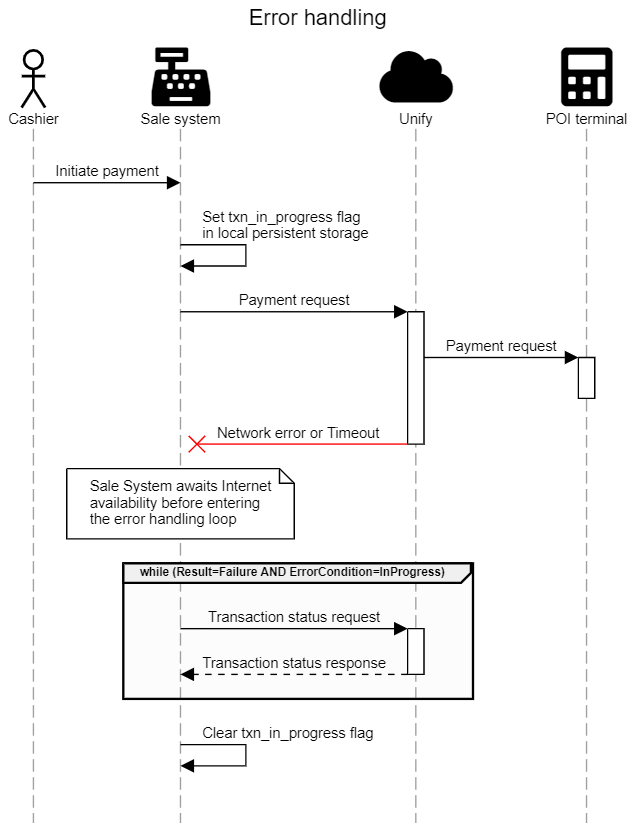 Error handling
Cashier
Sale system
Unify
POI terminal
Initiate payment
Set txn_in_progress flag
in local persistent storage
Payment request
Payment request
Network error or Timeout
Sale System awaits Internet
availability before entering
the error handling loop
while (Result=Failure AND ErrorCondition=InProgress)
Transaction status request
Transaction status response
Clear txn_in_progress flag